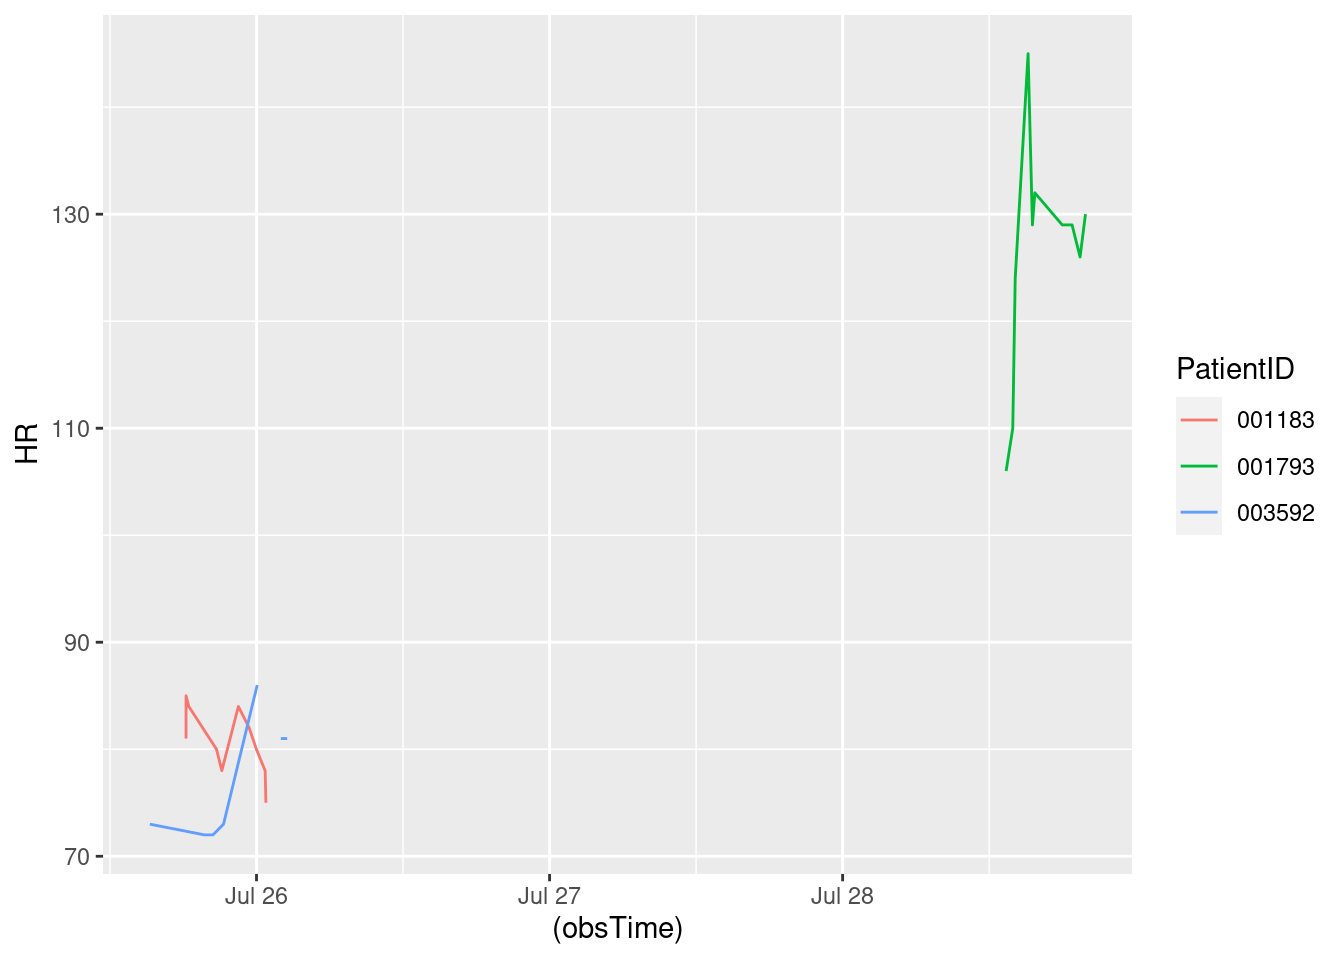 130
110
90
70
HR
Jul 26
Jul 27
Jul 28
(obsTime)
PatientID
001183
001793
003592